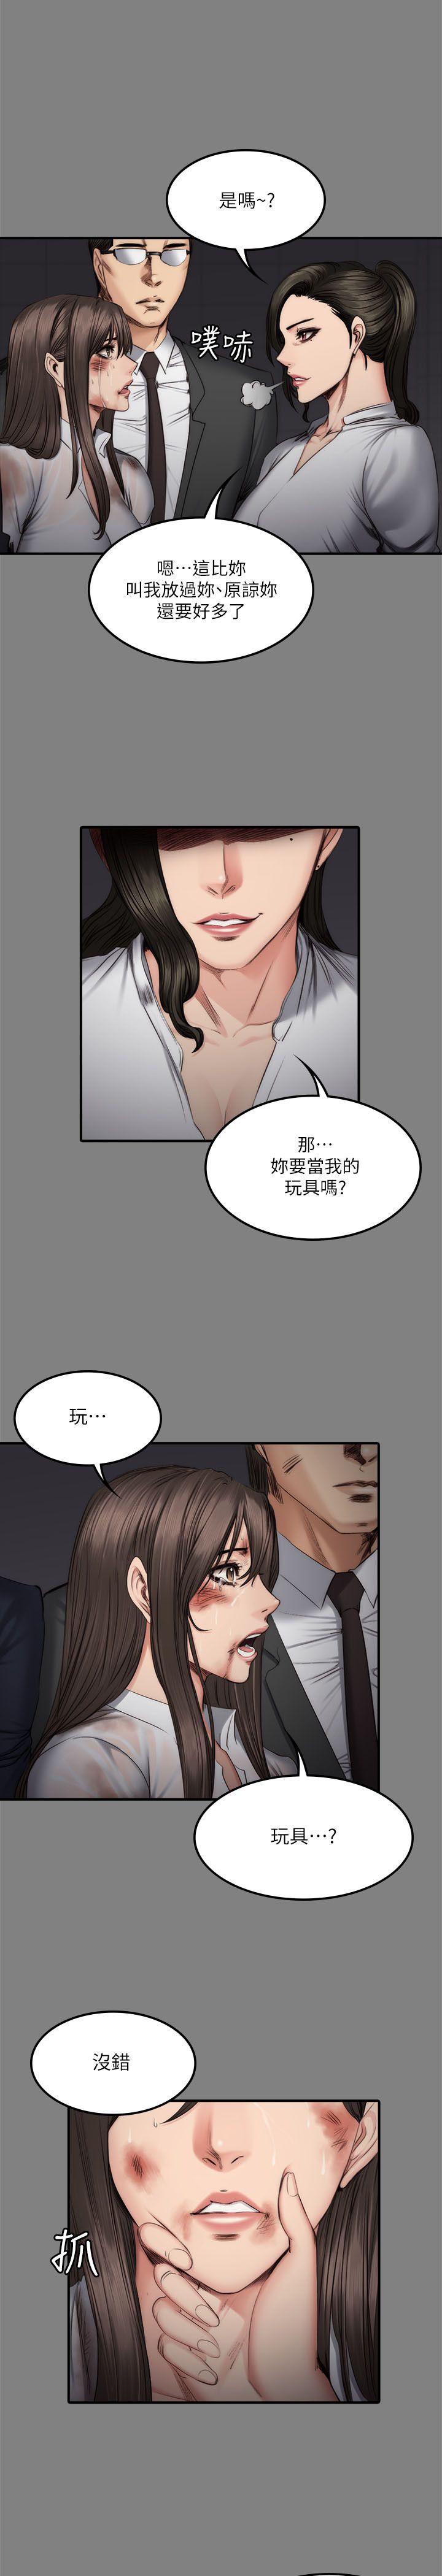 是嗎~?
噗哧
嗯⋯這比妳
叫我放過妳、原諒妳
還要好多了
那⋯
妳要當我的
玩具嗎?
玩⋯
玩具⋯?
沒錯
抓